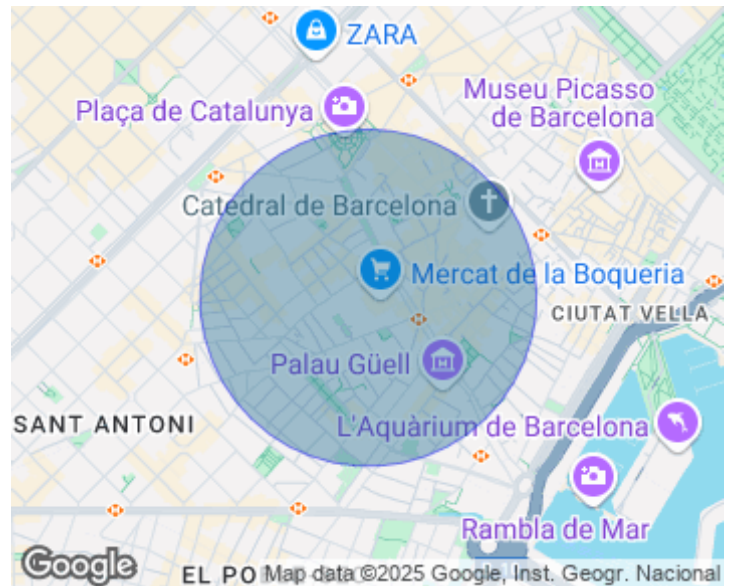 ZARA
Plaça de Catalunya
Museu Picasso
de Barcelona
Catedral de Barcelona
Mercat de la Boqueria
CIUTAT VELLA
Palau Güell
SANT ANTONI
L'Aquàrium de Barcelona
Rambla de Mar
Google
EL PO
Map data ©2025 Google, Inst. Geogr. Nacional